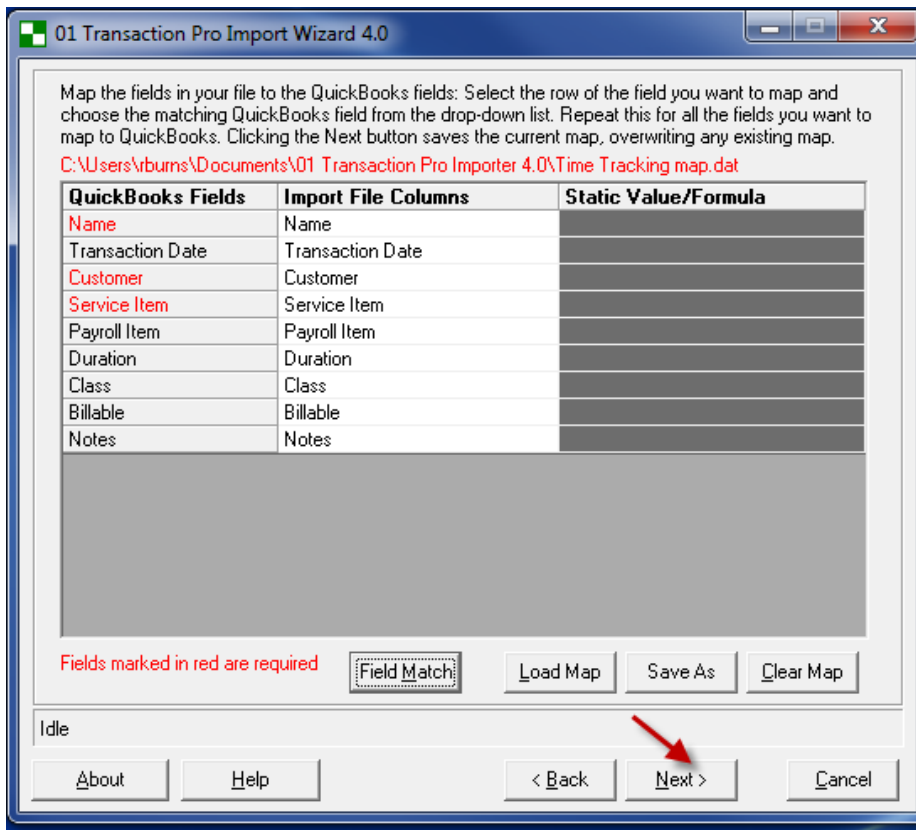 01 Transaction Pro Import Wizard 4.0
Map the fields in your file to the QuickBooks fields: Select the row of the field you want to map and
choose the matching QuickBooks field from the drop-down list. Repeat this for all the fields you want to
map to QuickBooks. Clicking the Next button saves the current map, overwriting any existing map.
C:\Users\rburns\Documents\01 Transaction Pro Importer 4.0\Time Tracking map.dat
QuickBooks Fields Import File Columns Static Value/Formula
Name Name
Transaction Date Transaction Date
Customer Customer
Service Item Service Item
Payroll Item Payroll Item
Duration Duration
Class Class
Billable Billable
Notes Notes
Fields marked in red are required Field Match Load Map Save As Clear Map
Idle
About Help < Back Next > Cancel